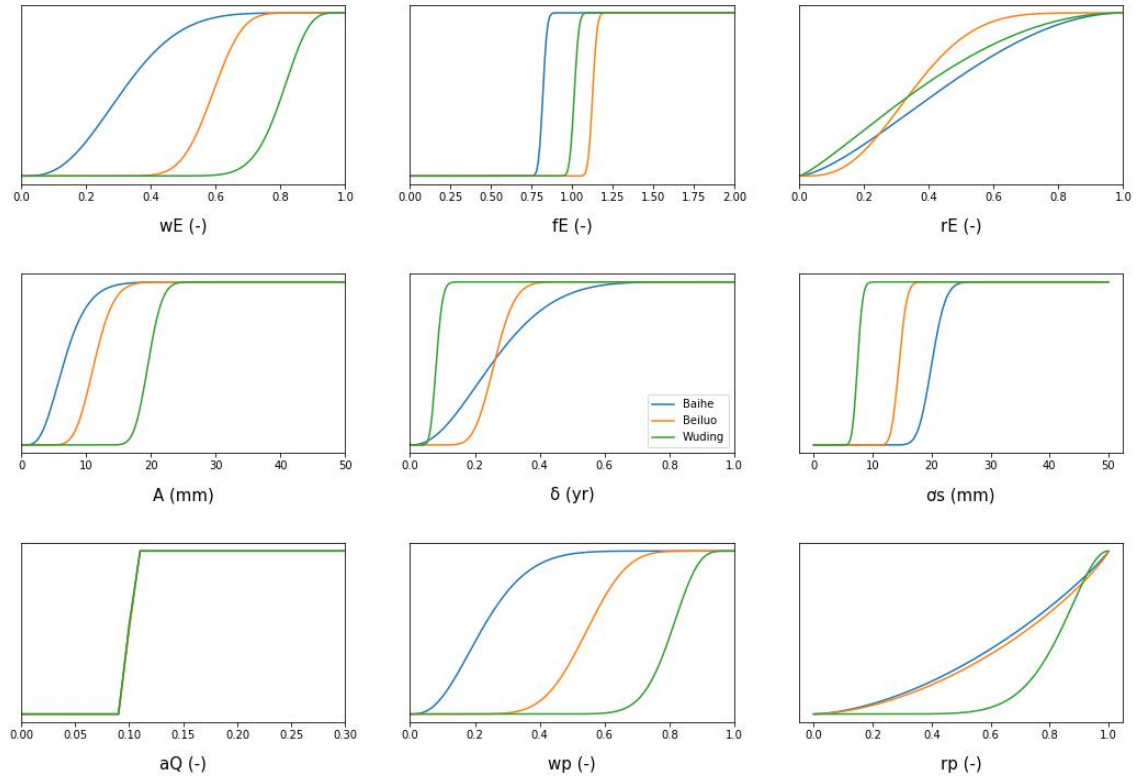 0.0 0.2 0.4 0.6 0.8 1.0
wE (-)
0.00 0.25 0.50 0.75 1.00 1.25 1.50 1.75 2.00
fE (-)
0.0 0.2 0.4 0.6 0.8 1.0
rE (-)
0 10 20 30 40 50
A (mm)
Baihe
Beiluo
Wuding
0.0 0.2 0.4 0.6 0.8 1.0
δ (yr)
0 10 20 30 40 50
σs (mm)
0.00 0.05 0.10 0.15 0.20 0.25 0.30
aQ (-)
0.0 0.2 0.4 0.6 0.8 1.0
wp (-)
0.0 0.2 0.4 0.6 0.8 1.0
rp (-)